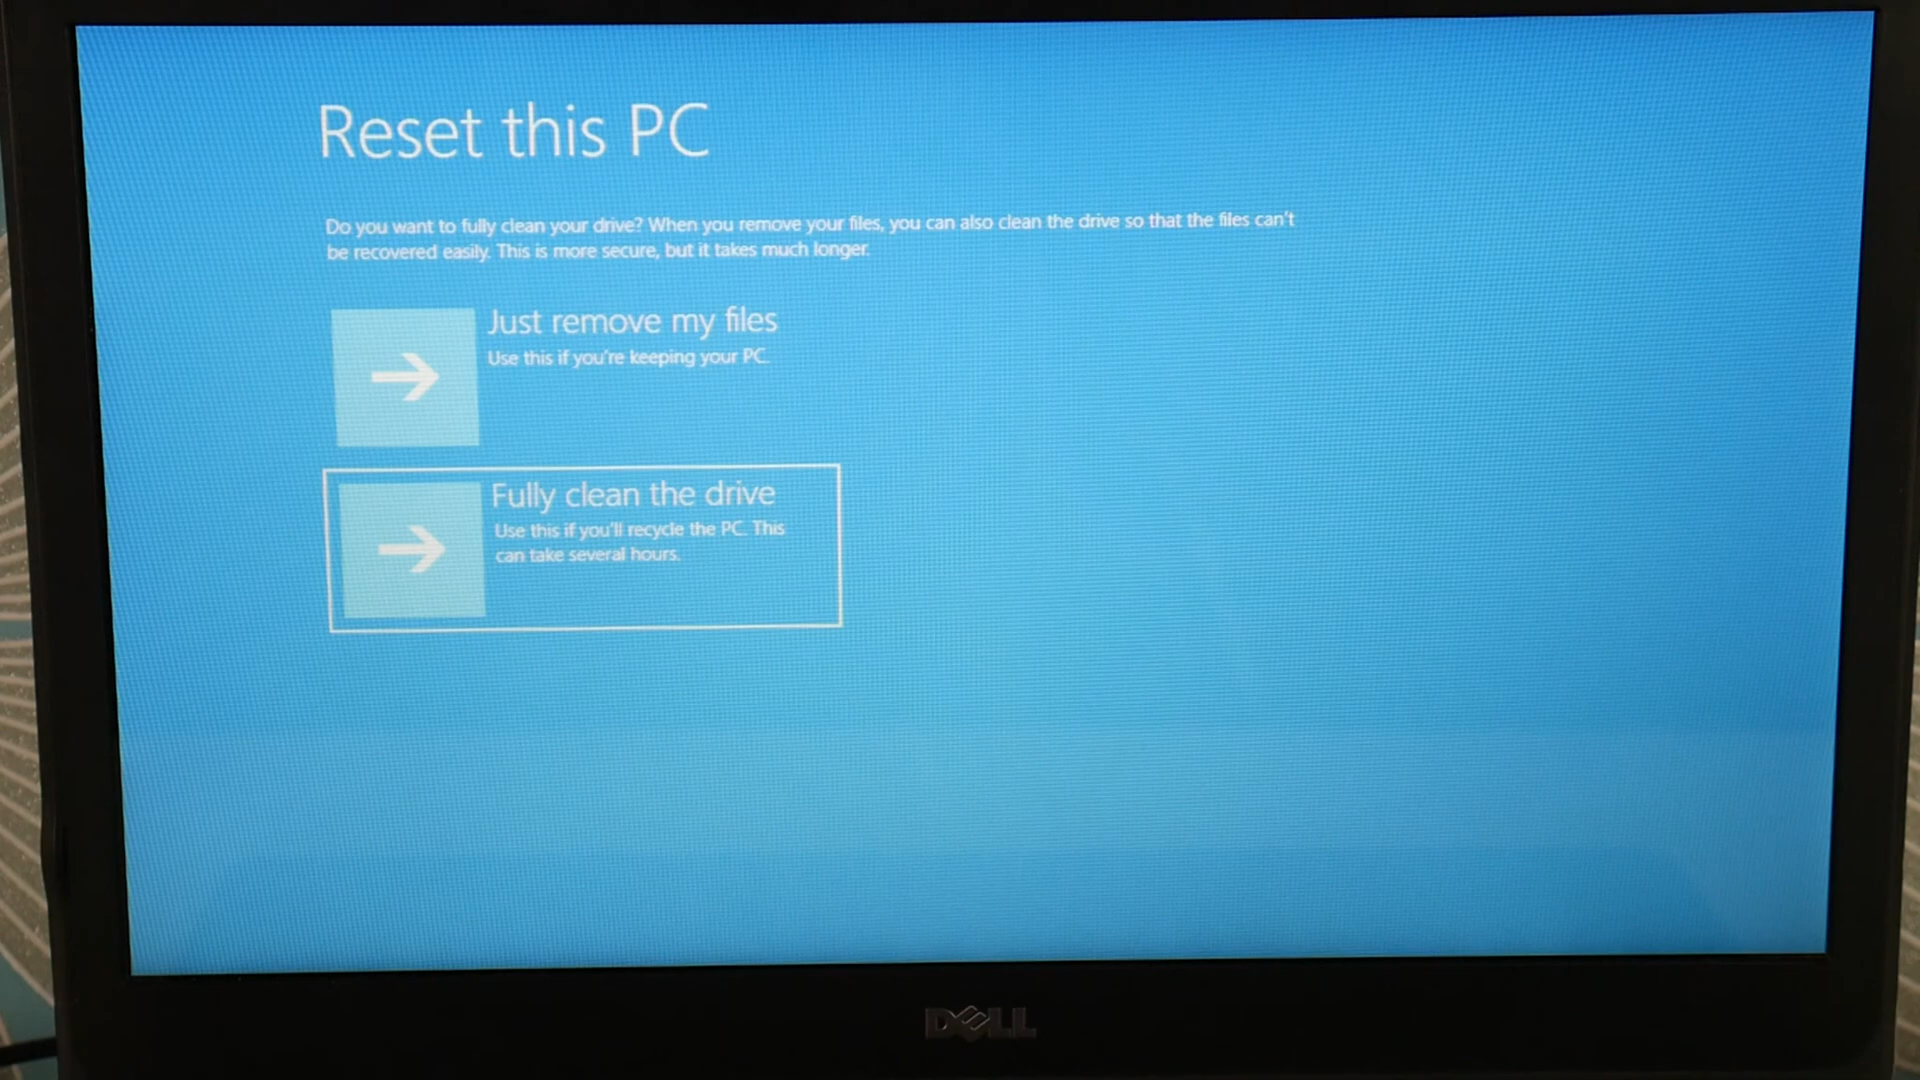 Reset this PC
Do you want to fully clean your drive? When you remove your files, you can also clean the drive so that the files can't
be recovered easily. This is more secure, but it takes much longer.
Just remove my files
Use this if you're keeping your PC.
Fully clean the drive
Use this if you'll recycle the PC. This
can take several hours.
DELL